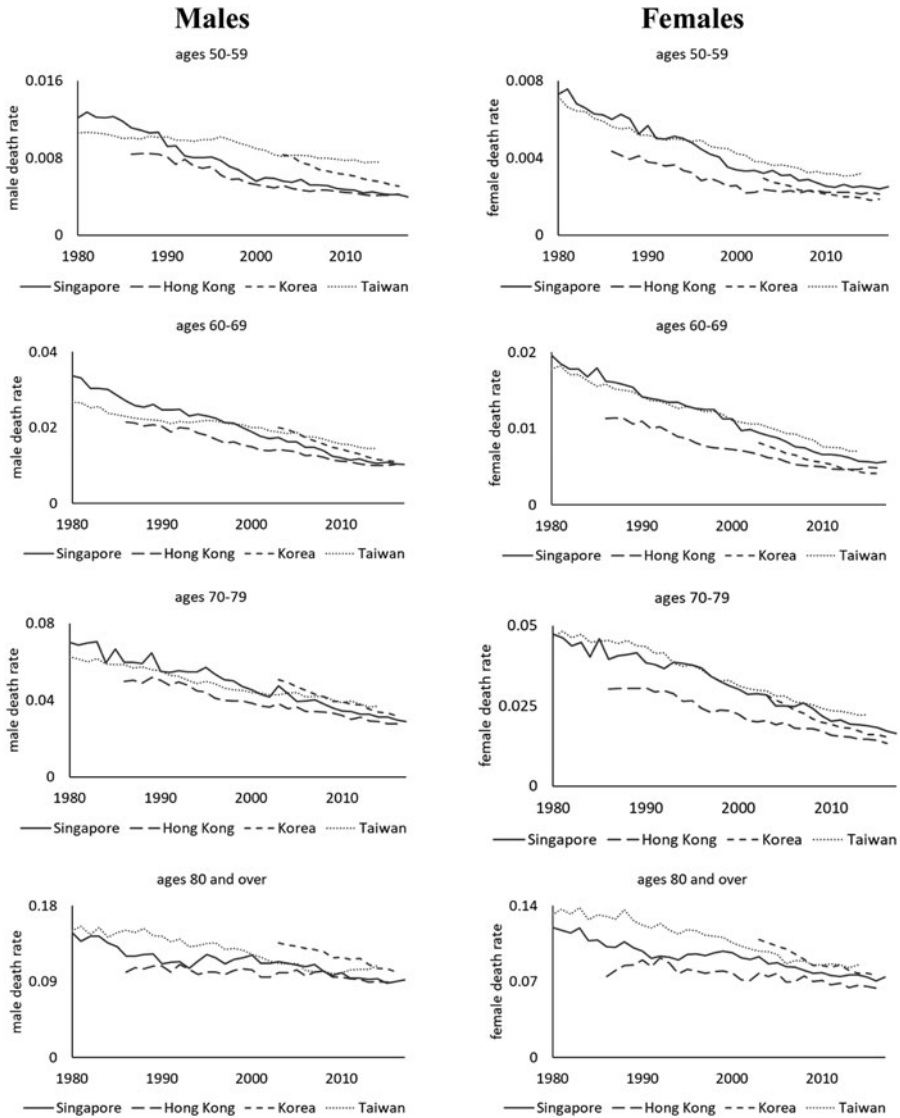 Males Females
ages 50-59 ages 50-59
0.016
0.008
0
male death rate
1980 1990 2000 2010
Singapore Hong Kong Korea Taiwan
0.008
0.004
0
female death rate
1980 1990 2000 2010
Singapore Hong Kong Korea Taiwan
ages 60-69 ages 60-69
0.04
0.02
0
male death rate
1980 1990 2000 2010
Singapore Hong Kong Korea Taiwan
0.02
0.01
0
female death rate
1980 1990 2000 2010
Singapore Hong Kong Korea Taiwan
ages 70-79 ages 70-79
0.08
0.04
0
male death rate
1980 1990 2000 2010
Singapore Hong Kong Korea Taiwan
0.05
0.025
0
female death rate
1980 1990 2000 2010
Singapore Hong Kong Korea Taiwan
ages 80 and over ages 80 and over
0.18
0.09
0
male death rate
1980 1990 2000 2010
Singapore Hong Kong Korea Taiwan
0.14
0.07
0
female death rate
1980 1990 2000 2010
Singapore Hong Kong Korea Taiwan